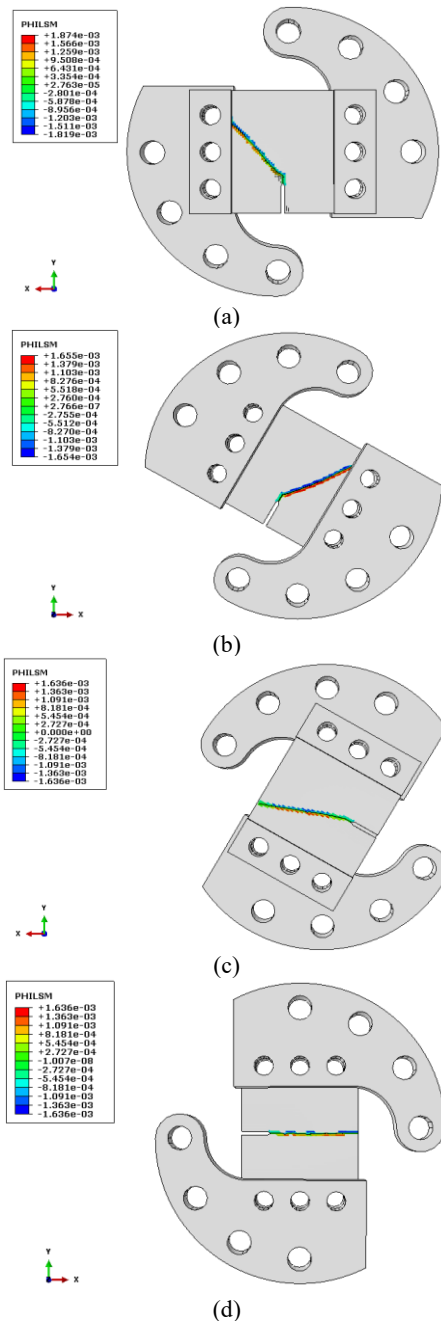 PHILSM
+1.874e-03
+1.566e-03
+1.259e-03
+9.508e-04
+6.431e-04
+3.354e-04
+2.763e-05
-2.801e-04
-5.878e-04
-8.956e-04
-1.203e-03
-1.511e-03
-1.819e-03
Y
X
(a)
PHILSM
+1.655e-03
+1.379e-03
+1.103e-03
+8.276e-04
+5.518e-04
+2.760e-04
+2.766e-07
-2.755e-04
-5.512e-04
-8.270e-04
-1.103e-03
-1.379e-03
-1.654e-03
Y
X
(b)
PHILSM
+1.636e-03
+1.363e-03
+1.091e-03
+8.181e-04
+5.454e-04
+2.727e-04
+0.000e+00
-2.727e-04
-5.454e-04
-8.181e-04
-1.091e-03
-1.363e-03
-1.636e-03
Y
X
(c)
PHILSM
+1.636e-03
+1.363e-03
+1.091e-03
+8.181e-04
+5.454e-04
+2.727e-04
-1.007e-08
-2.727e-04
-5.454e-04
-8.181e-04
-1.091e-03
-1.363e-03
-1.636e-03
Y
X
(d)